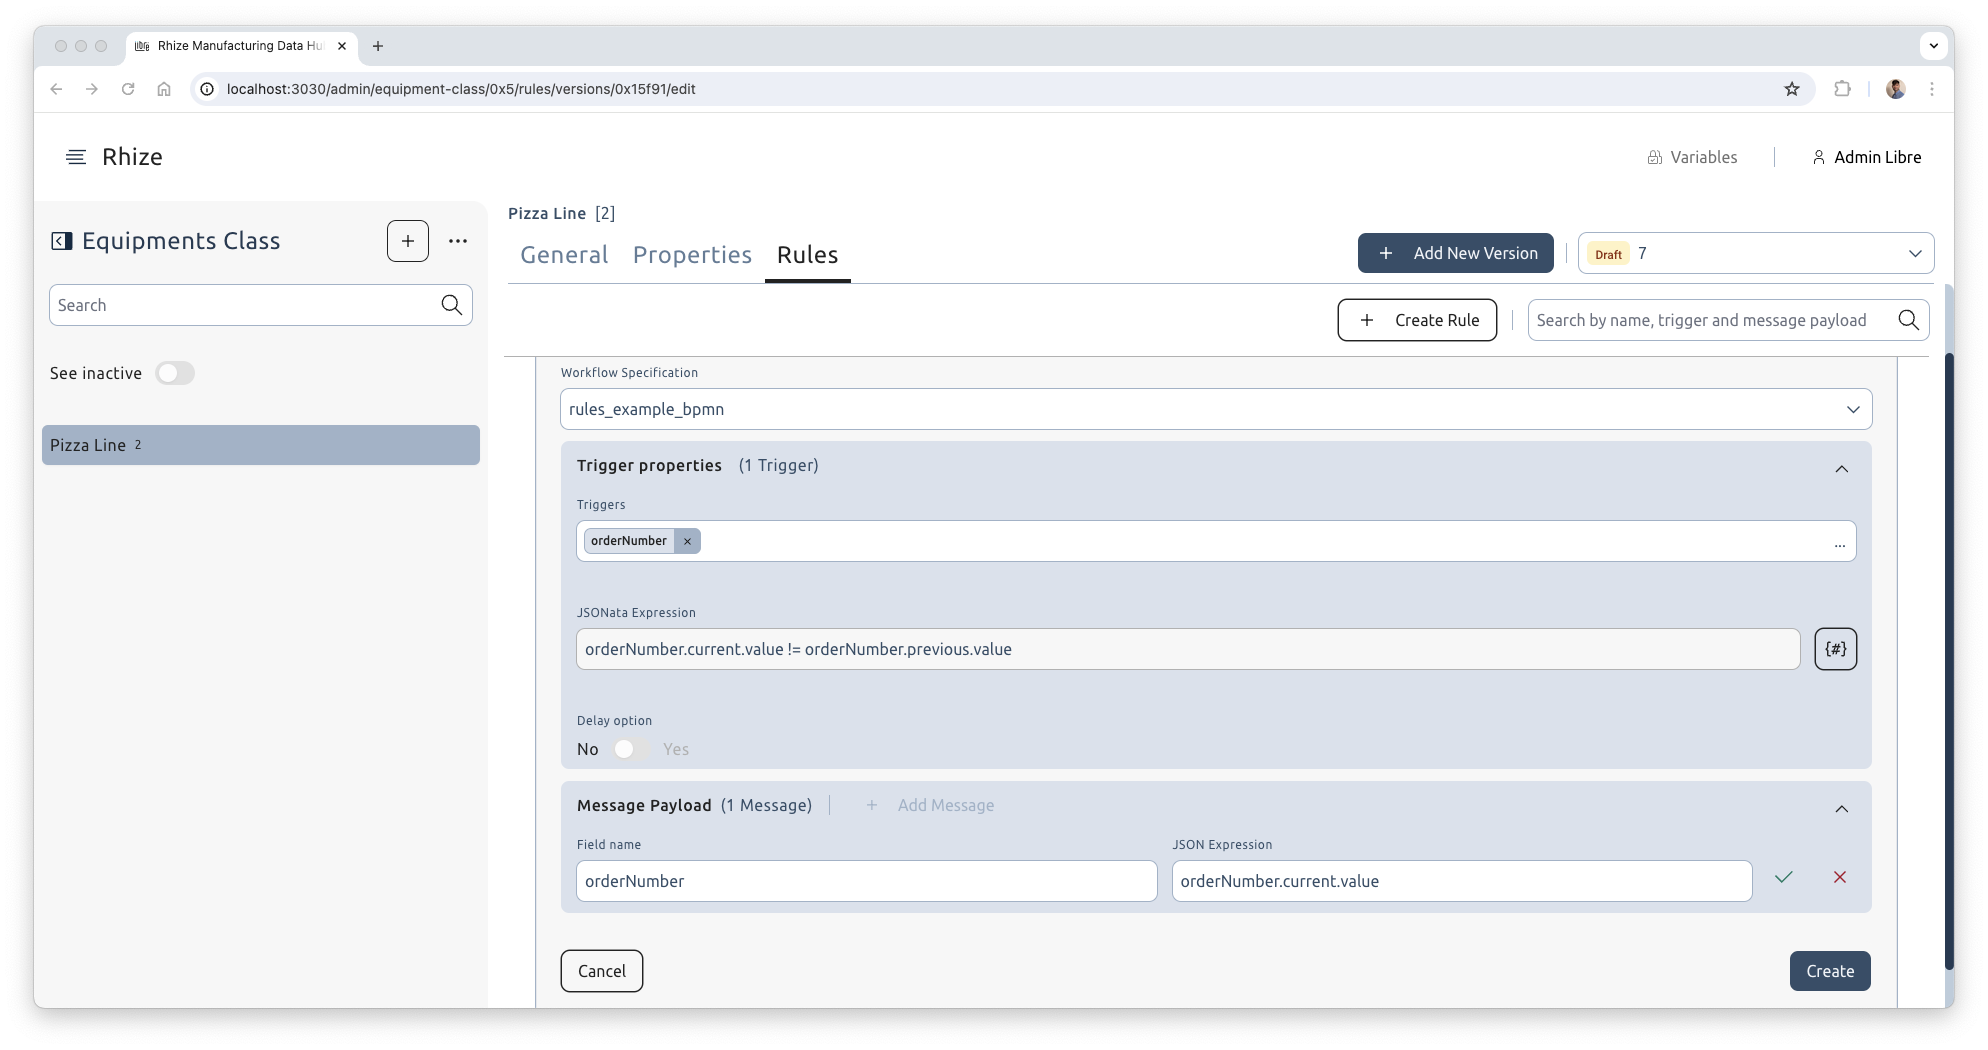 Rhize Manufacturing Data Hu
localhost:3030/admin/equipment-class/0x5/rules/versions/0x15f91/edit
Rhize
Variables
Admin Libre
Equipments Class
Search
See inactive
Pizza Line 2
Pizza Line [2]
General Properties Rules
+ Add New Version
Draft 7
+ Create Rule
Search by name, trigger and message payload
Workflow Specification
rules_example_bpmn
Trigger properties (1 Trigger)
Triggers
orderNumber ×
...
JSONata Expression
orderNumber.current.value != orderNumber.previous.value
{#}
Delay option
No Yes
Message Payload (1 Message) + Add Message
Field name JSON Expression
orderNumber orderNumber.current.value
Cancel Create